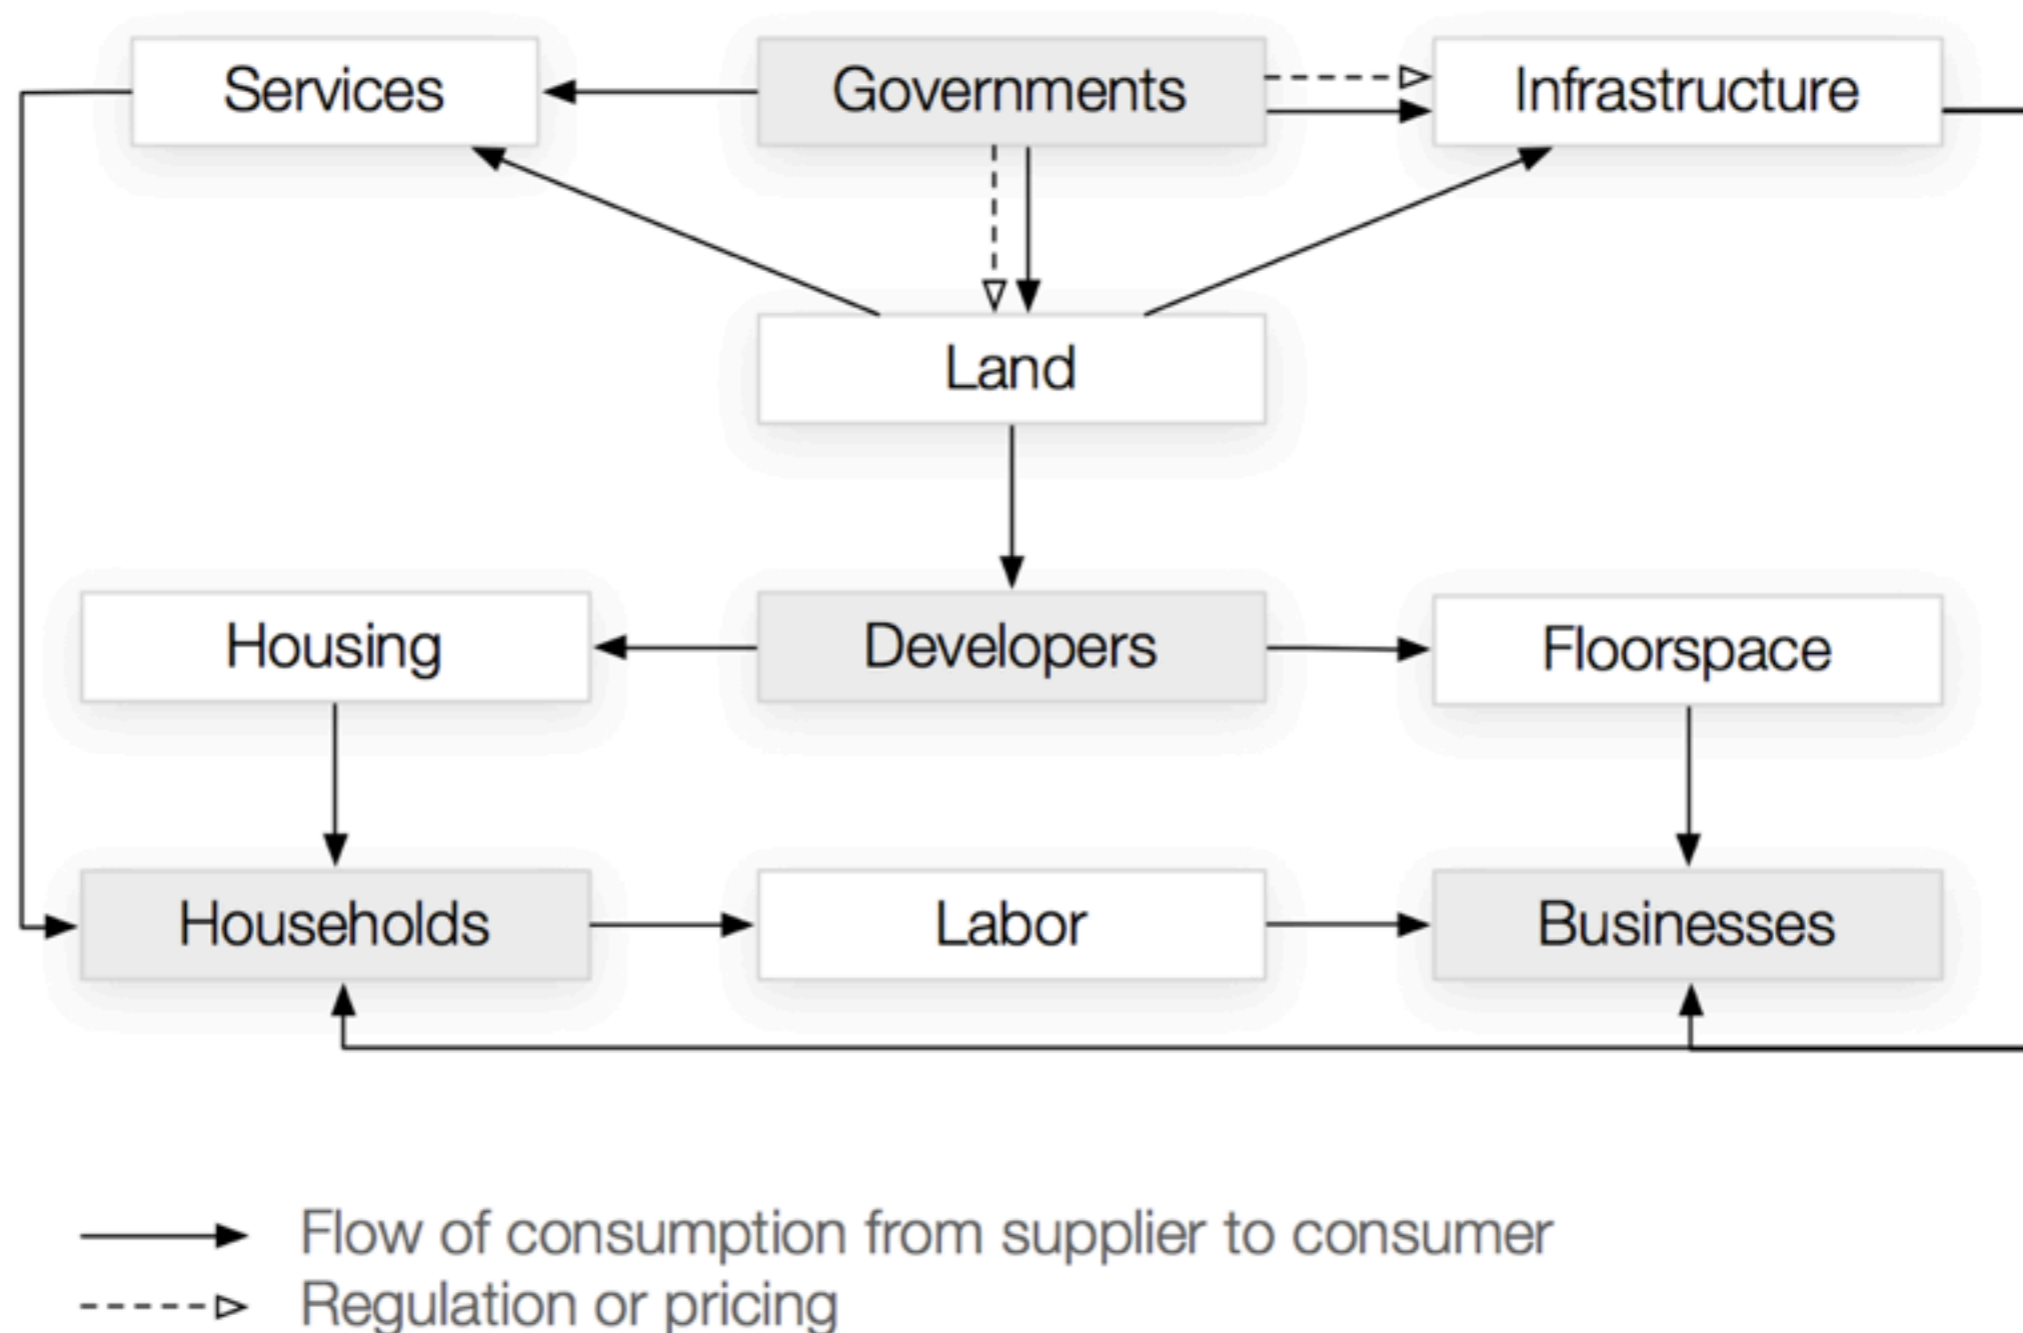 Services
Governments
Infrastructure
Land
Housing
Developers
Floorspace
Households
Labor
Businesses
Flow of consumption from supplier to consumer
Regulation or pricing